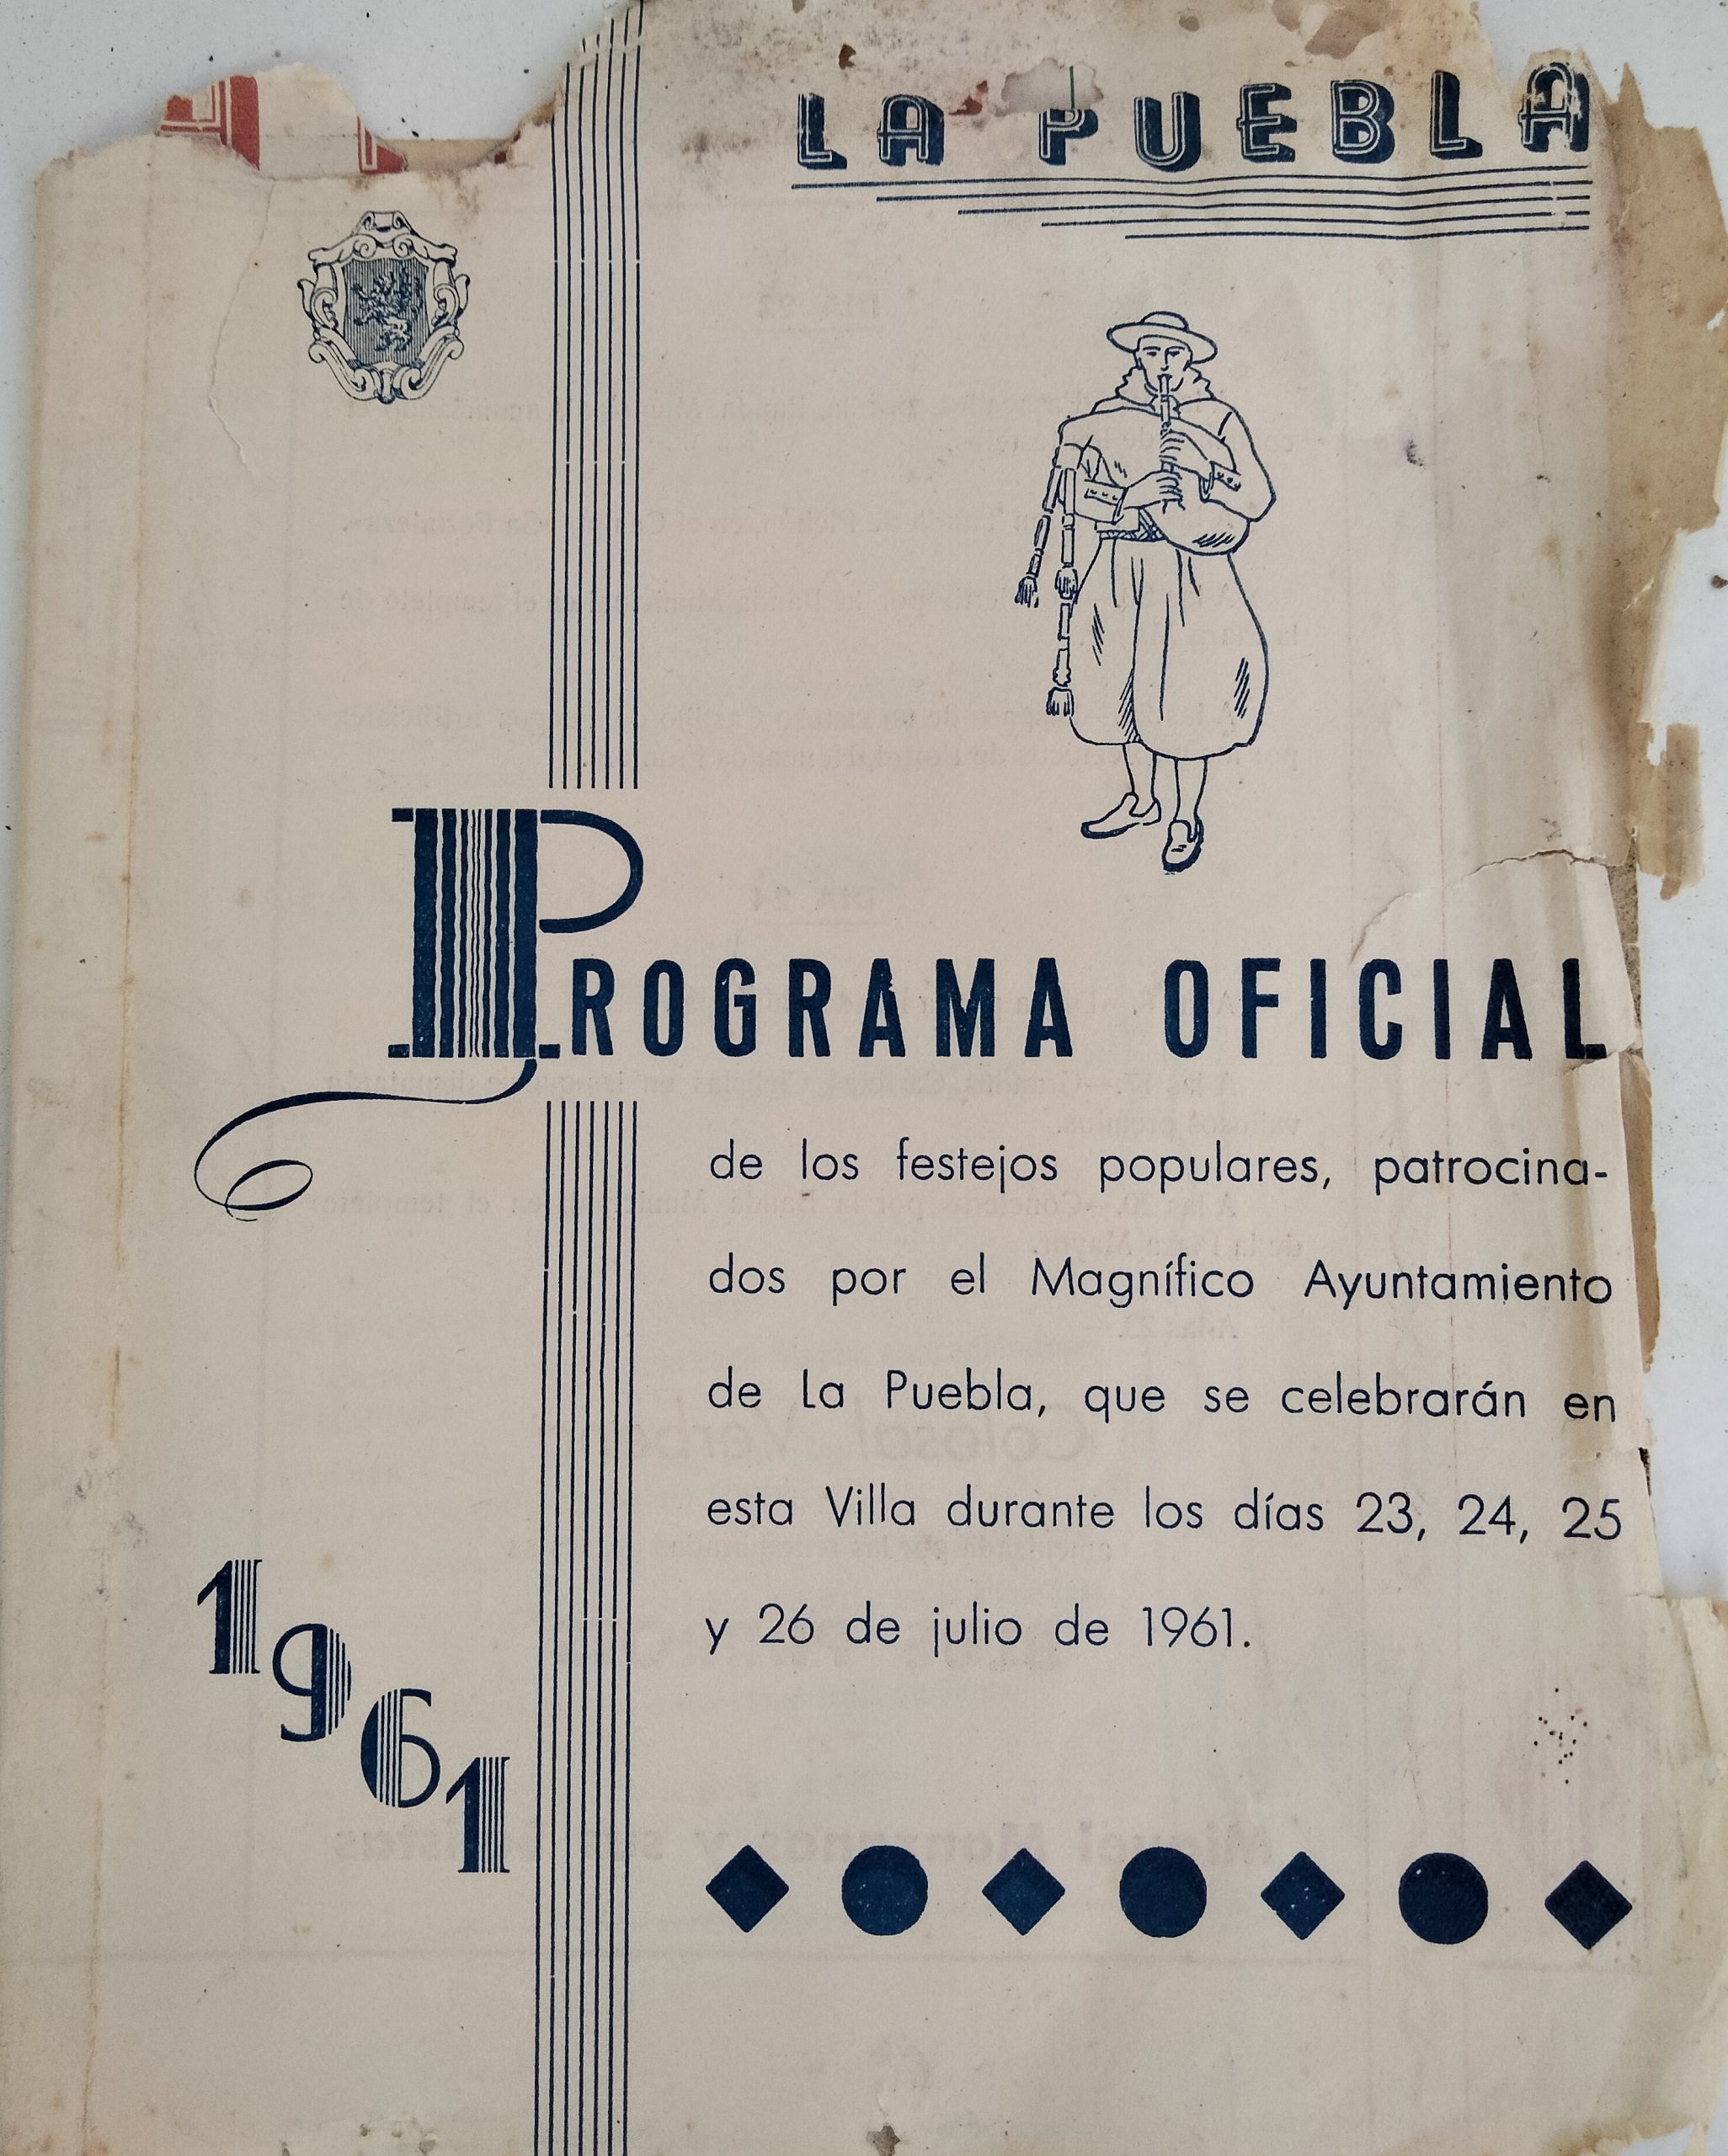 LA PUEBLA
PROGRAMA OFICIAL
de los festejos populares, patrocina-
dos por el Magnífico Ayuntamiento
de La Puebla, que se celebrarán en
esta Villa durante los días 23, 24, 25
y 26 de julio de 1961.
1961